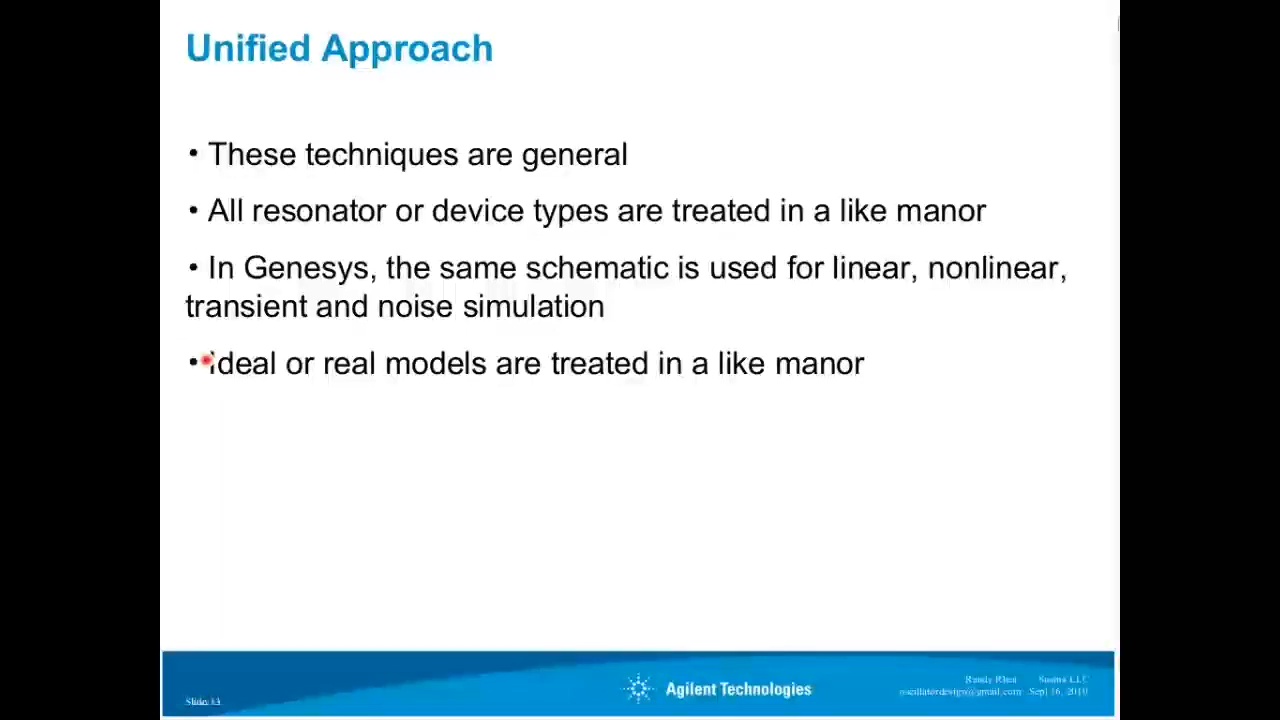 Unified Approach
• These techniques are general
• All resonator or device types are treated in a like manor
• In Genesys, the same schematic is used for linear, nonlinear,
transient and noise simulation
• Ideal or real models are treated in a like manor
Slide 13
Agilent Technologies
Randy Rhea Susina LLC
oscillatordesign@gmail.com Sept 16, 2010